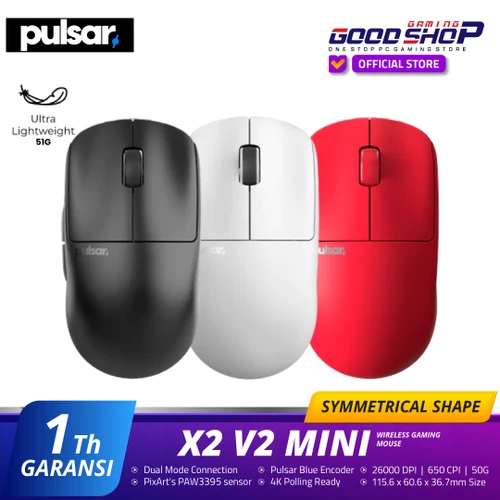 pulsar
GAMING
GOODSHOP
ONE STOP PC GAMING STORE
OFFICIAL STORE
Ultra
Lightweight
51G
pulsar
pulsar
pulsar
SYMMETRICAL SHAPE
1Th
GARANSI
X2 V2 MINI
WIRELESS GAMING
MOUSE
• Dual Mode Connection
• PixArt's PAW3395 sensor
• Pulsar Blue Encoder
• 4K Polling Ready
• 26000 DPI | 650 CPI | 50G
• 115.6 x 60.6 x 36.7mm Size